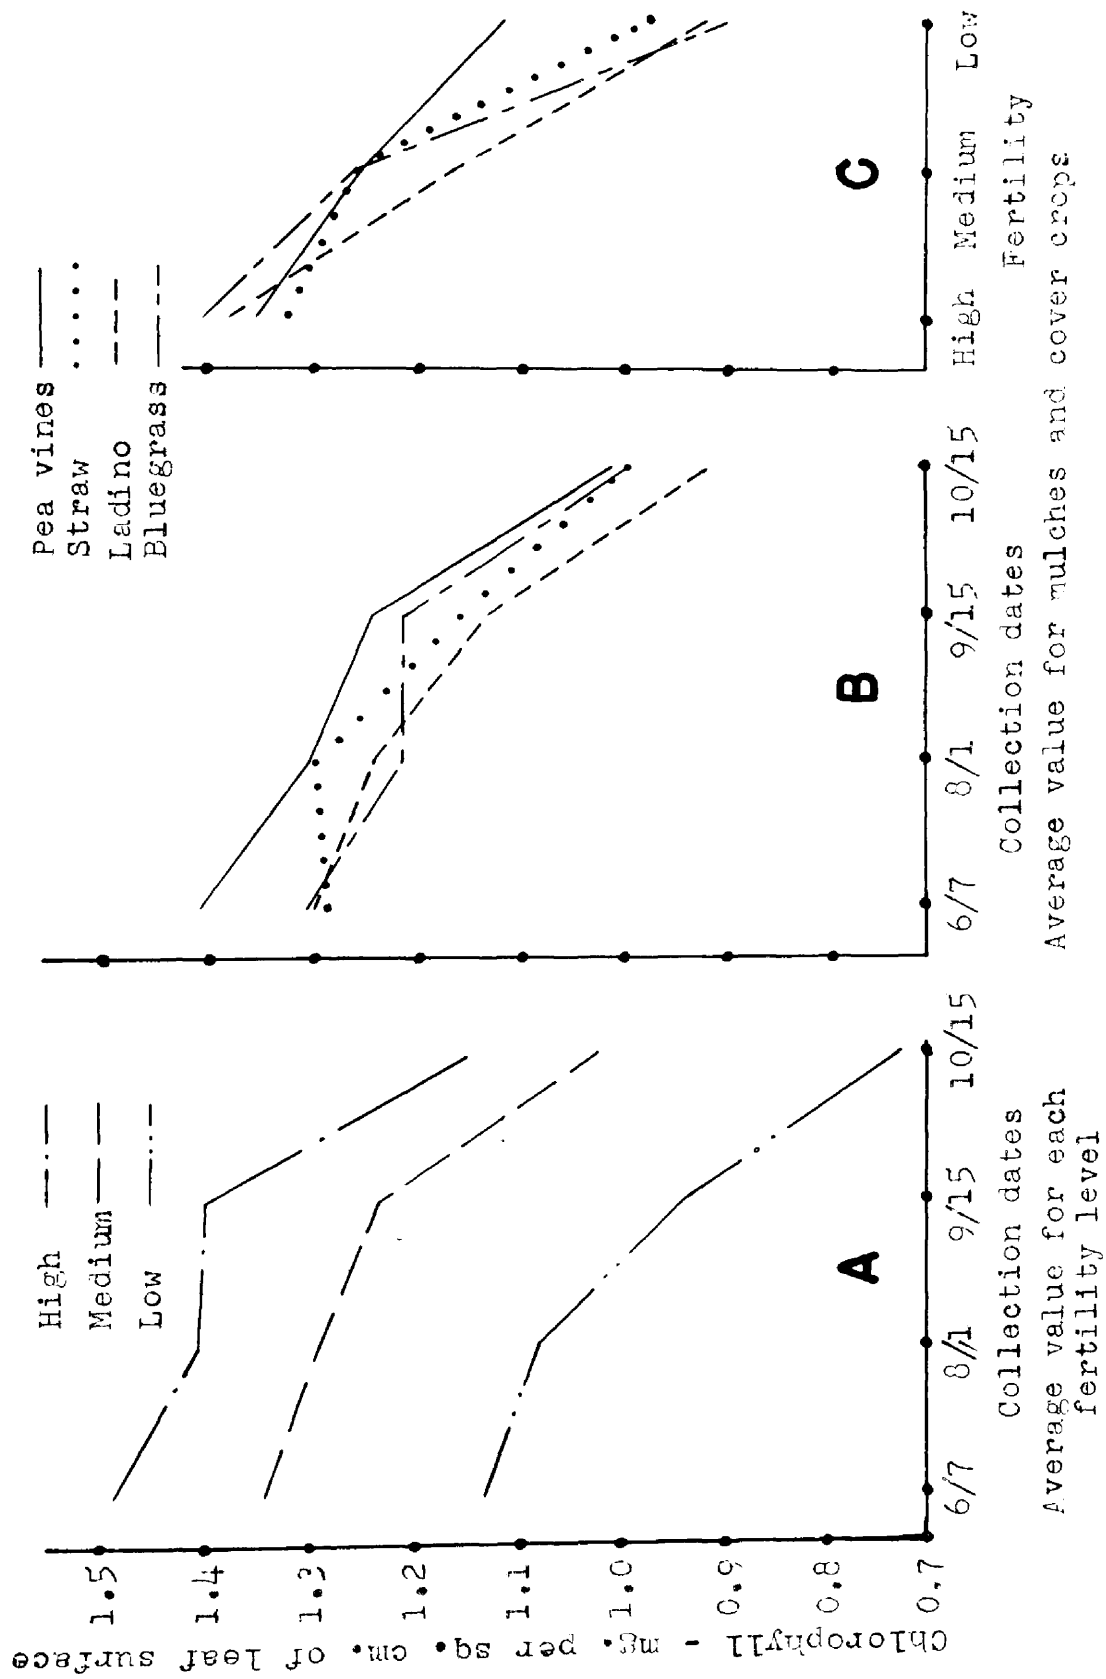 Chlorophyll - mg. per sq. cm. of leaf surface
1.5
1.4
1.3
1.2
1.1
1.0
0.9
0.8
0.7
High
Medium
Low
A
6/7 8/1 9/15 10/15
Collection dates
Average value for each
fertility level
Pea vines
Straw
Ladino
Bluegrass
B
6/7 8/1 9/15 10/15
Collection dates
C
High Medium Low
Fertility
Average value for mulches and cover crops